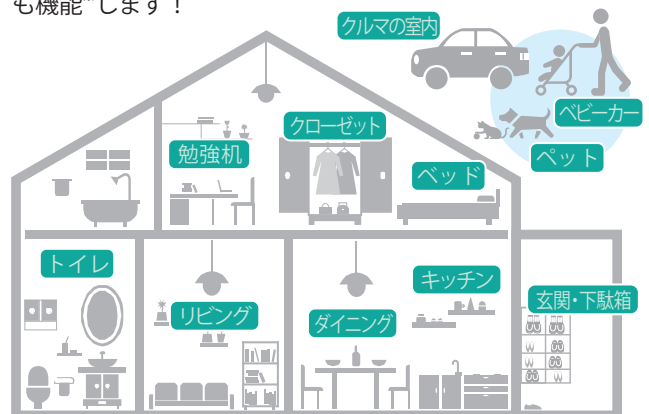 も機能※します！
クルマの室内
ベビーカー
ペット
クローゼット
勉強机
ベッド
トイレ
リビング
ダイニング
キッチン
玄関・下駄箱